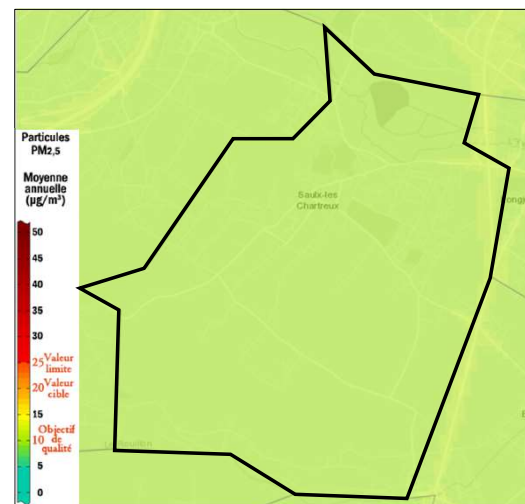 Particules
PM2,5
Moyenne
annuelle
(µg/m³)
50
45
40
35
30
25 Valeur
limite
20 Valeur
cible
15
Objectif
10 de
qualité
5
0
Saulx-les
Chartreux